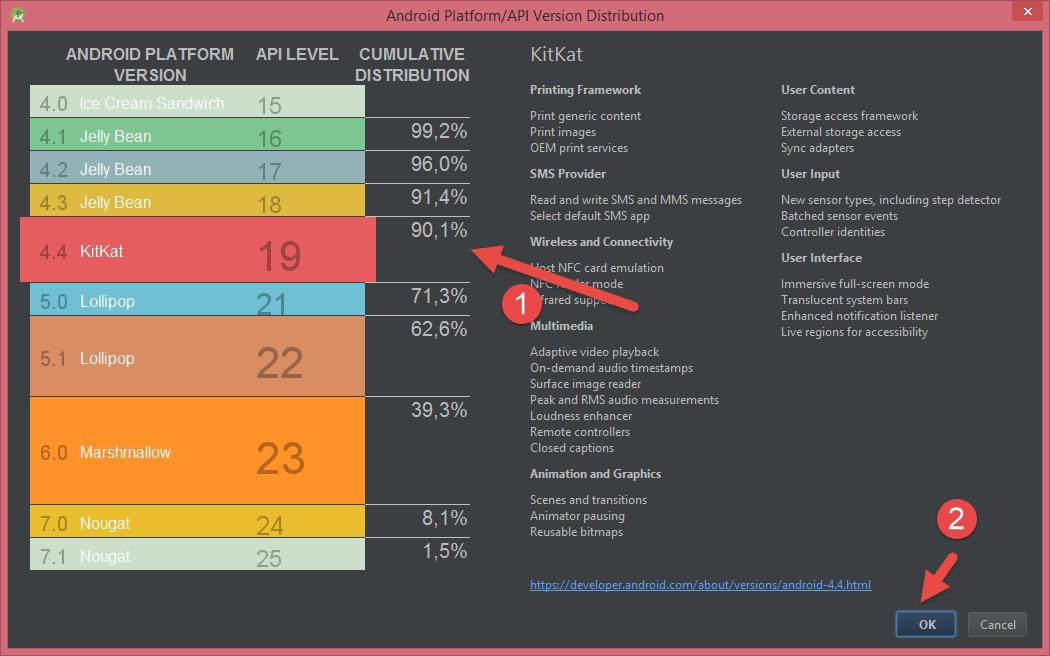 Android Platform/API Version Distribution
ANDROID PLATFORM VERSION API LEVEL CUMULATIVE DISTRIBUTION
4.0 Ice Cream Sandwich 15
4.1 Jelly Bean 16 99,2%
4.2 Jelly Bean 17 96,0%
4.3 Jelly Bean 18 91,4%
4.4 KitKat 19 90,1%
5.0 Lollipop 21 71,3%
5.1 Lollipop 22 62,6%
6.0 Marshmallow 23 39,3%
7.0 Nougat 24 8,1%
7.1 Nougat 25 1,5%
KitKat
Printing Framework
Print generic content
Print images
OEM print services
SMS Provider
Read and write SMS and MMS messages
Select default SMS app
Wireless and Connectivity
Host NFC card emulation
NFC mode
Infrared
Multimedia
Adaptive video playback
On-demand audio timestamps
Surface image reader
Peak and RMS audio measurements
Loudness enhancer
Remote controllers
Closed captions
Animation and Graphics
Scenes and transitions
Animator pausing
Reusable bitmaps
User Content
Storage access framework
External storage access
Sync adapters
User Input
New sensor types, including step detector
Batched sensor events
Controller identities
User Interface
Immersive full-screen mode
Translucent system bars
Enhanced notification listener
Live regions for accessibility
https://developer.android.com/about/versions/android-4.4.html
1
2
OK
Cancel